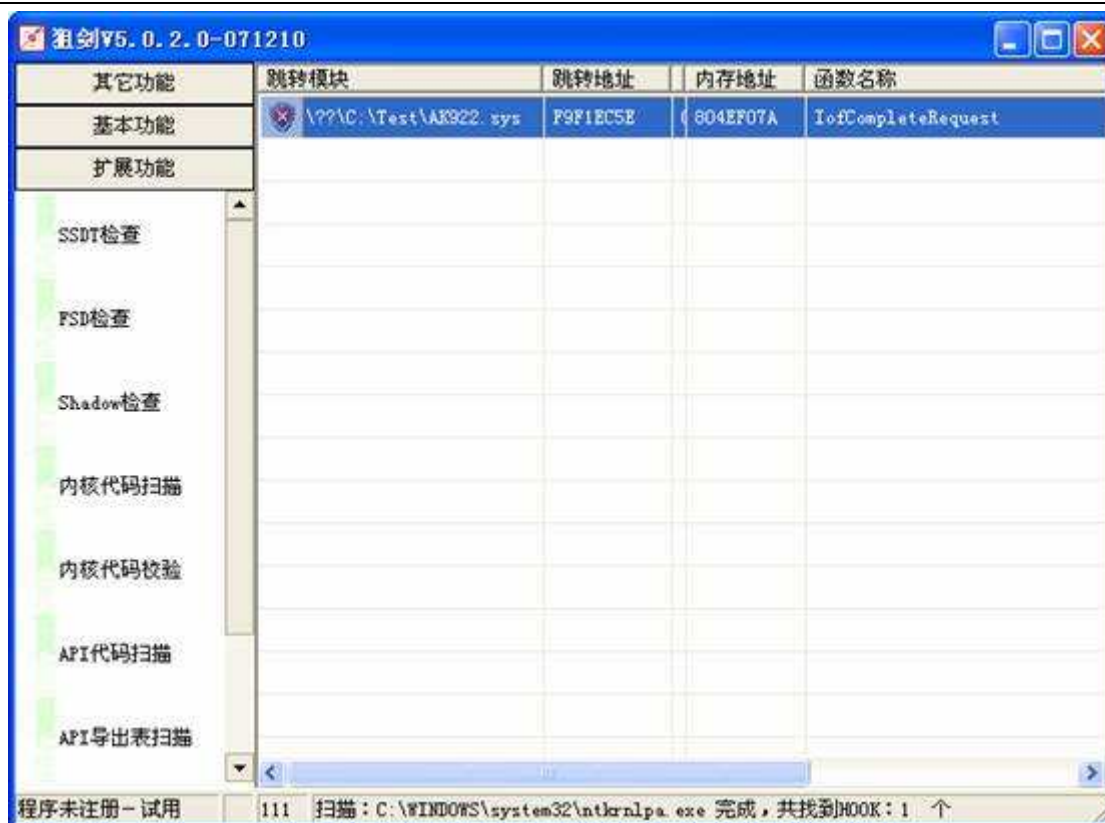 狙剑V5.0.2.0-071210
其它功能
基本功能
扩展功能
SSDT检查
FSD检查
Shadow检查
内核代码扫描
内核代码校验
API代码扫描
API导出表扫描
跳转模块 跳转地址 内存地址 函数名称
\??\C:\Test\AK922.sys F9F1EC5E 804EF07A IofCompleteRequest
程序未注册-试用 111 扫描：C:\WINDOWS\system32\ntkrnlpa.exe 完成，共找到HOOK：1 个